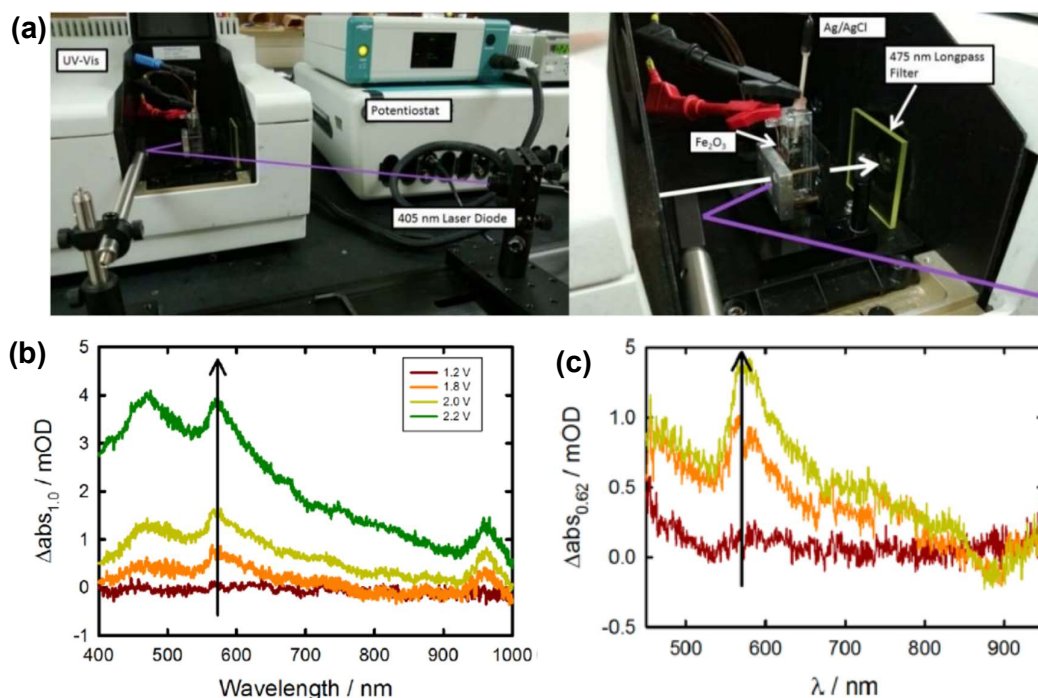 (a)
UV-Vis
Potentiostat
405 nm Laser Diode
Ag/AgCl
475 nm Longpass
Filter
Fe₂O₃
(b)
5
4
3
2
1
0
-1
Δabs₁.₀ / mOD
1.2 V
1.8 V
2.0 V
2.2 V
400 500 600 700 800 900 1000
Wavelength / nm
(c)
5
1.0
0.5
0.0
-0.5
Δabs₀.₆₂ / mOD
500 600 700 800 900
λ / nm